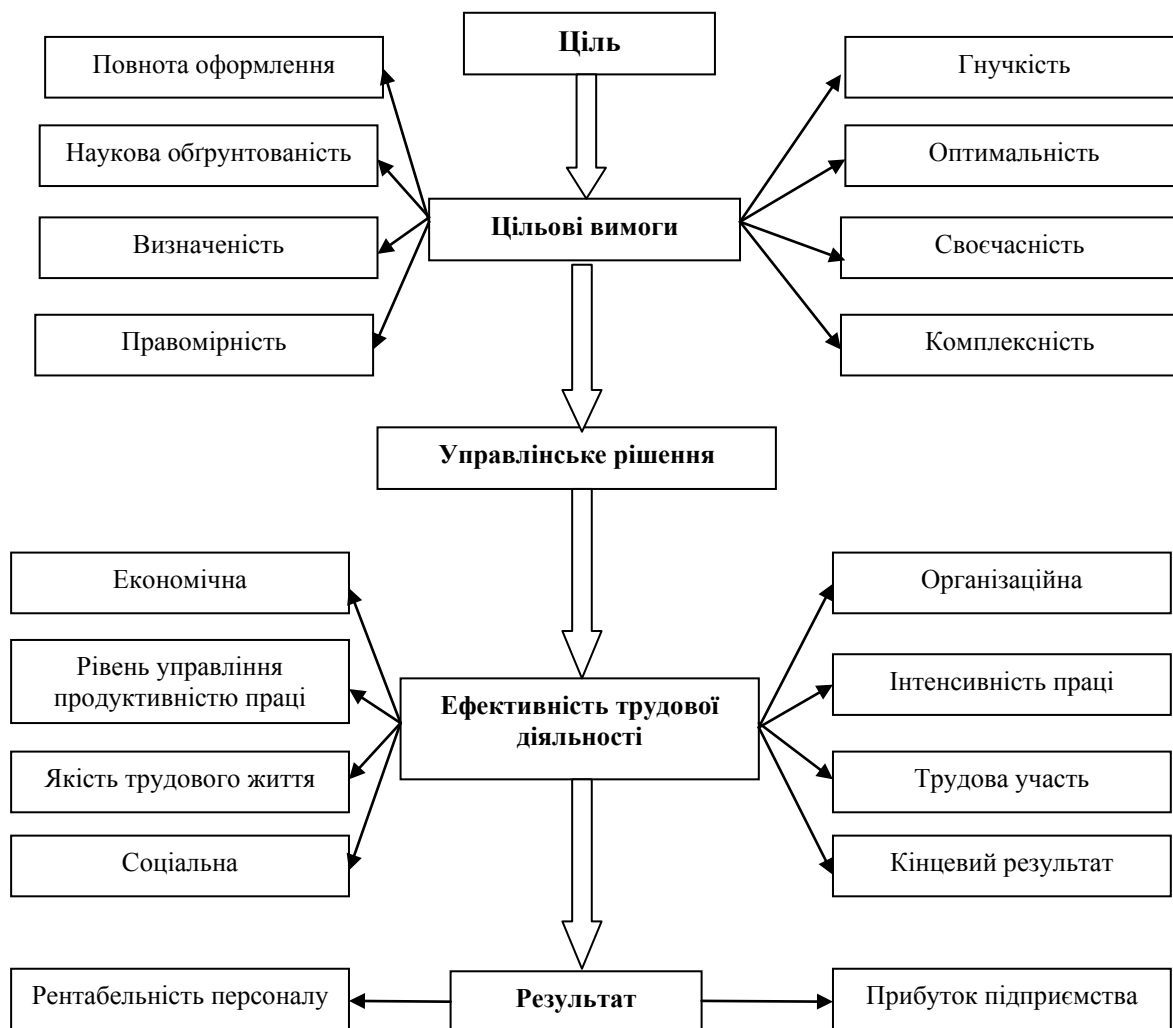 Ціль
Повнота оформлення
Гнучкість
Наукова обґрунтованість
Оптимальність
Цільові вимоги
Визначеність
Своєчасність
Правомірність
Комплексність
Управлінське рішення
Економічна
Організаційна
Рівень управління
продуктивністю праці
Інтенсивність праці
Ефективність трудової
діяльності
Якість трудового життя
Трудова участь
Соціальна
Кінцевий результат
Рентабельність персоналу
Результат
Прибуток підприємства